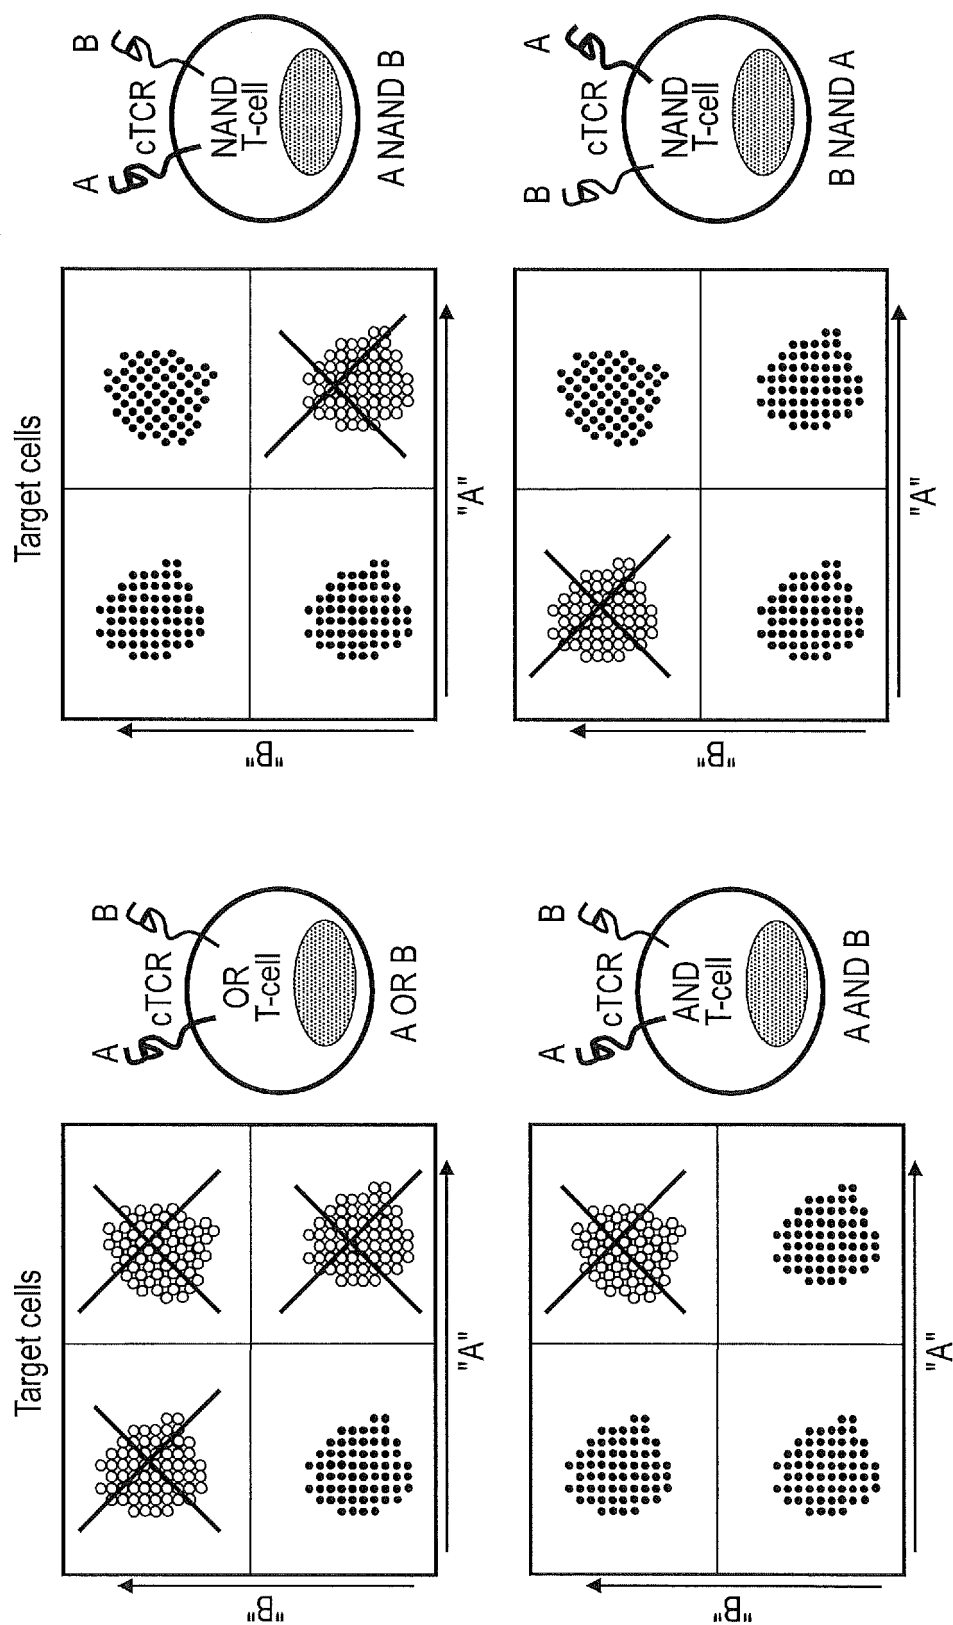 Target cells
"B"
"A"
A
B
cTCR
OR
T-cell
A OR B
"B"
"A"
A
B
cTCR
AND
T-cell
A AND B
Target cells
"B"
"A"
A
B
cTCR
NAND
T-cell
A NAND B
"B"
"A"
B
A
cTCR
NAND
T-cell
B NAND A